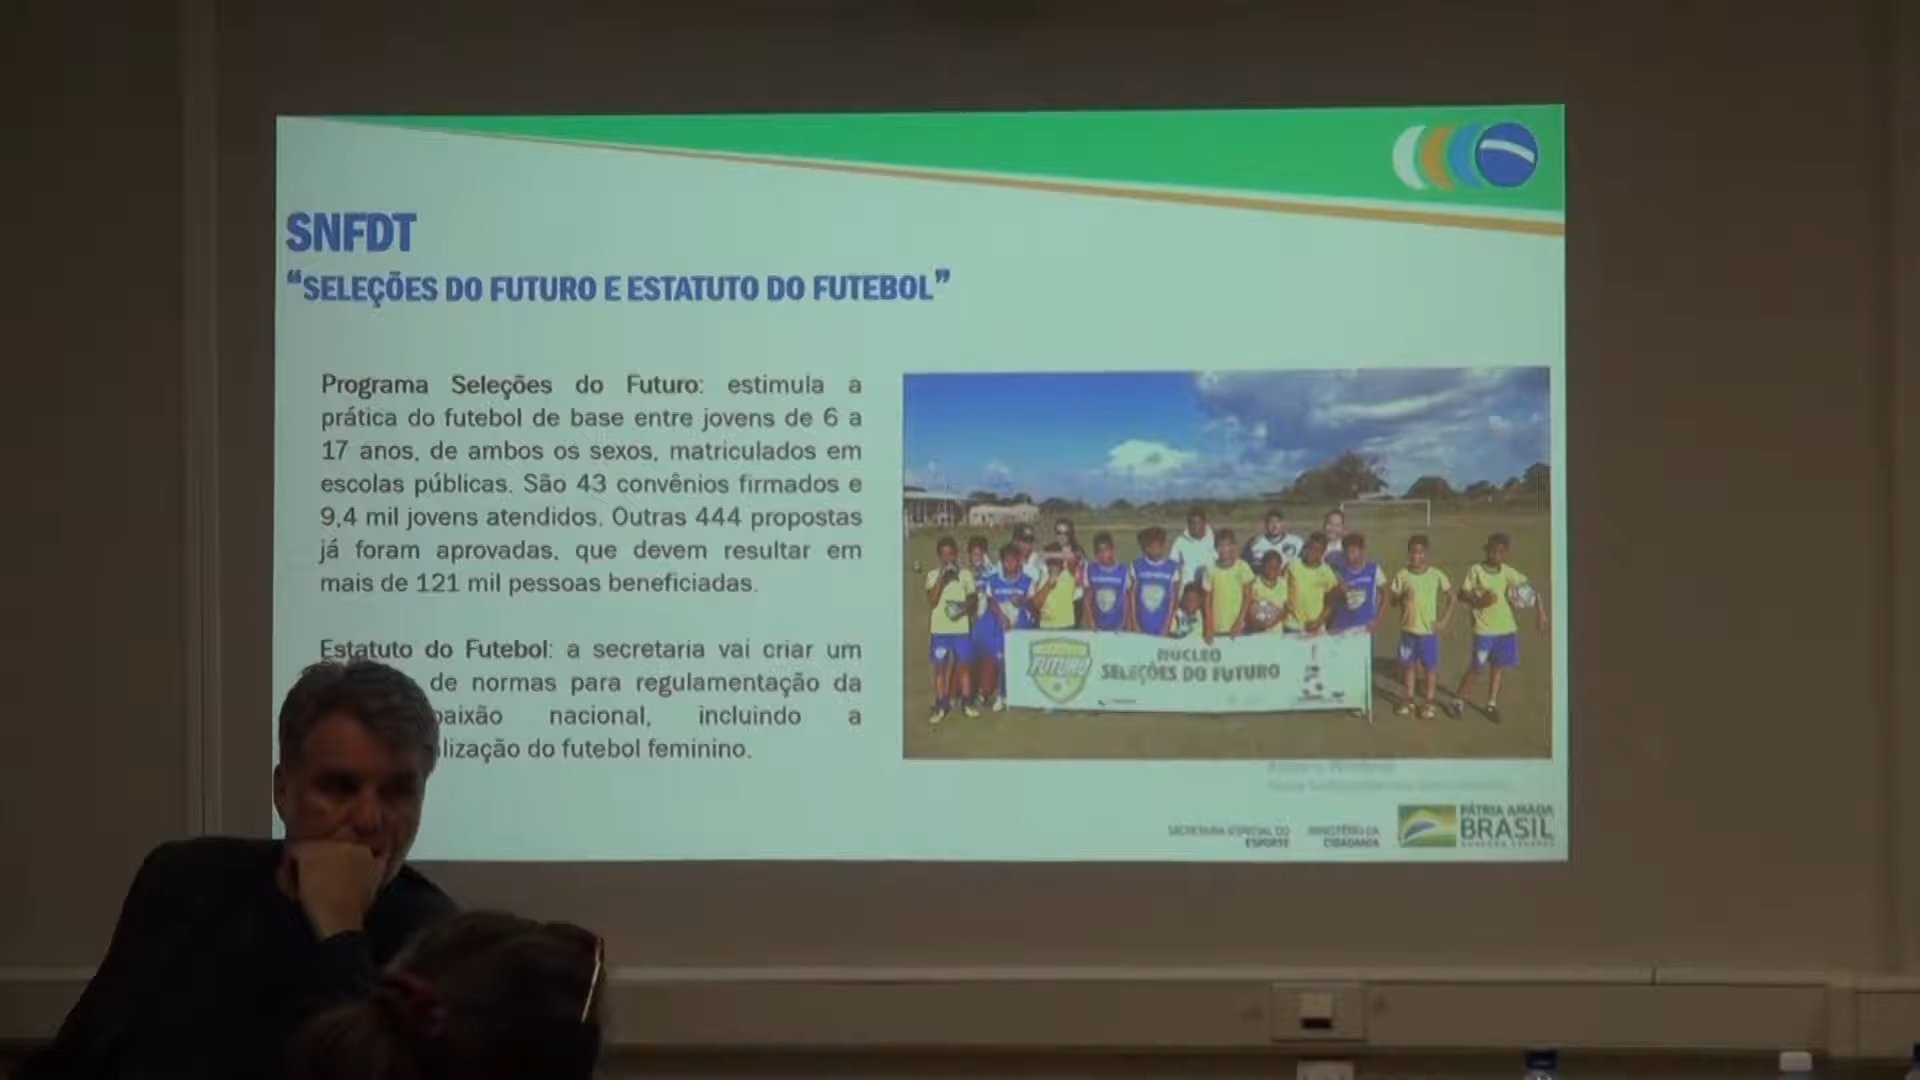 SNFDT
“SELEÇÕES DO FUTURO E ESTATUTO DO FUTEBOL”
Programa Seleções do Futuro: estimula a
prática do futebol de base entre jovens de 6 a
17 anos, de ambos os sexos, matriculados em
escolas públicas. São 43 convênios firmados e
9,4 mil jovens atendidos. Outras 444 propostas
já foram aprovadas, que devem resultar em
mais de 121 mil pessoas beneficiadas.
Estatuto do Futebol: a secretaria vai criar um
de normas para regulamentação da
paixão nacional, incluindo a
lização do futebol feminino.
FUTURO
NÚCLEO
SELEÇÕES DO FUTURO
SECRETARIA ESPECIAL DO
ESPORTE
MINISTÉRIO DA
CIDADANIA
PÁTRIA AMADA
BRASIL